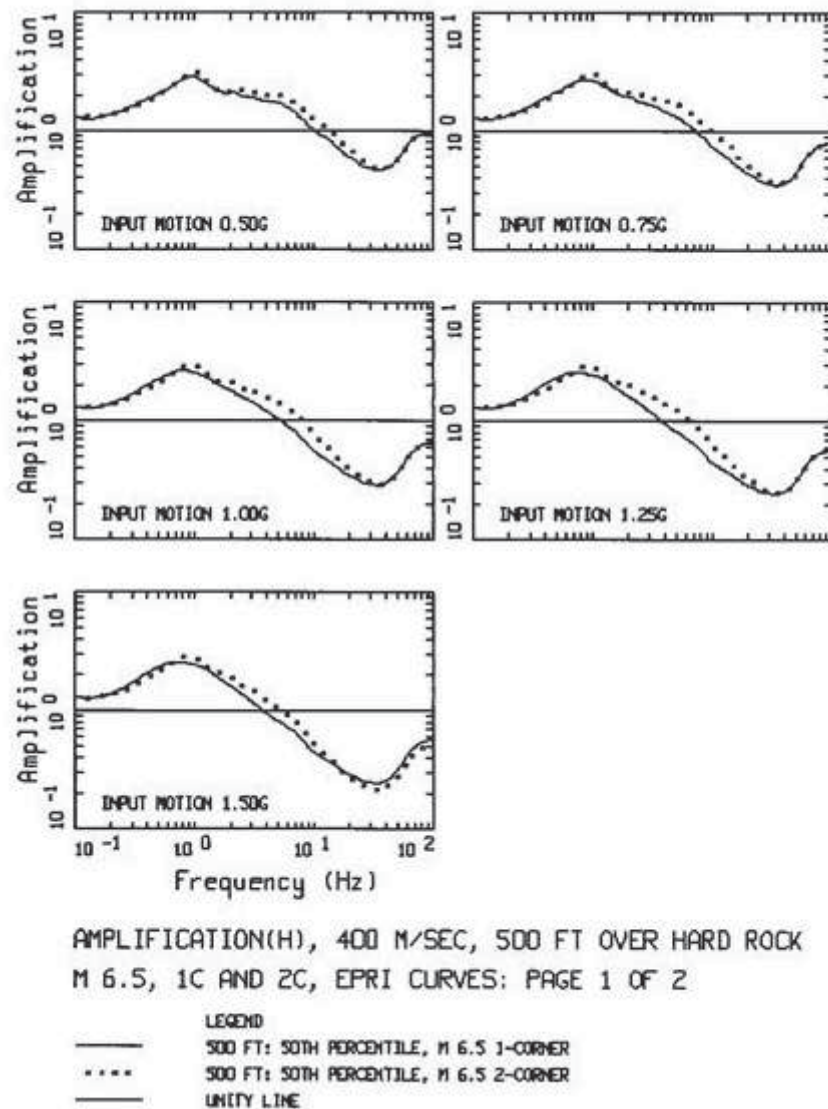 Amplification
10 1
10 0
10 -1
INPUT MOTION 0.50G
10 1
10 0
10 -1
INPUT MOTION 0.75G
Amplification
10 1
10 0
10 -1
INPUT MOTION 1.00G
10 1
10 0
10 -1
INPUT MOTION 1.25G
Amplification
10 1
10 0
10 -1
INPUT MOTION 1.50G
10 -1 10 0 10 1 10 2
Frequency (Hz)
AMPLIFICATION(H), 400 M/SEC, 500 FT OVER HARD ROCK
M 6.5, 1C AND 2C, EPRI CURVES: PAGE 1 OF 2
LEGEND
500 FT: 50TH PERCENTILE, M 6.5 1-CORNER
500 FT: 50TH PERCENTILE, M 6.5 2-CORNER
UNITY LINE